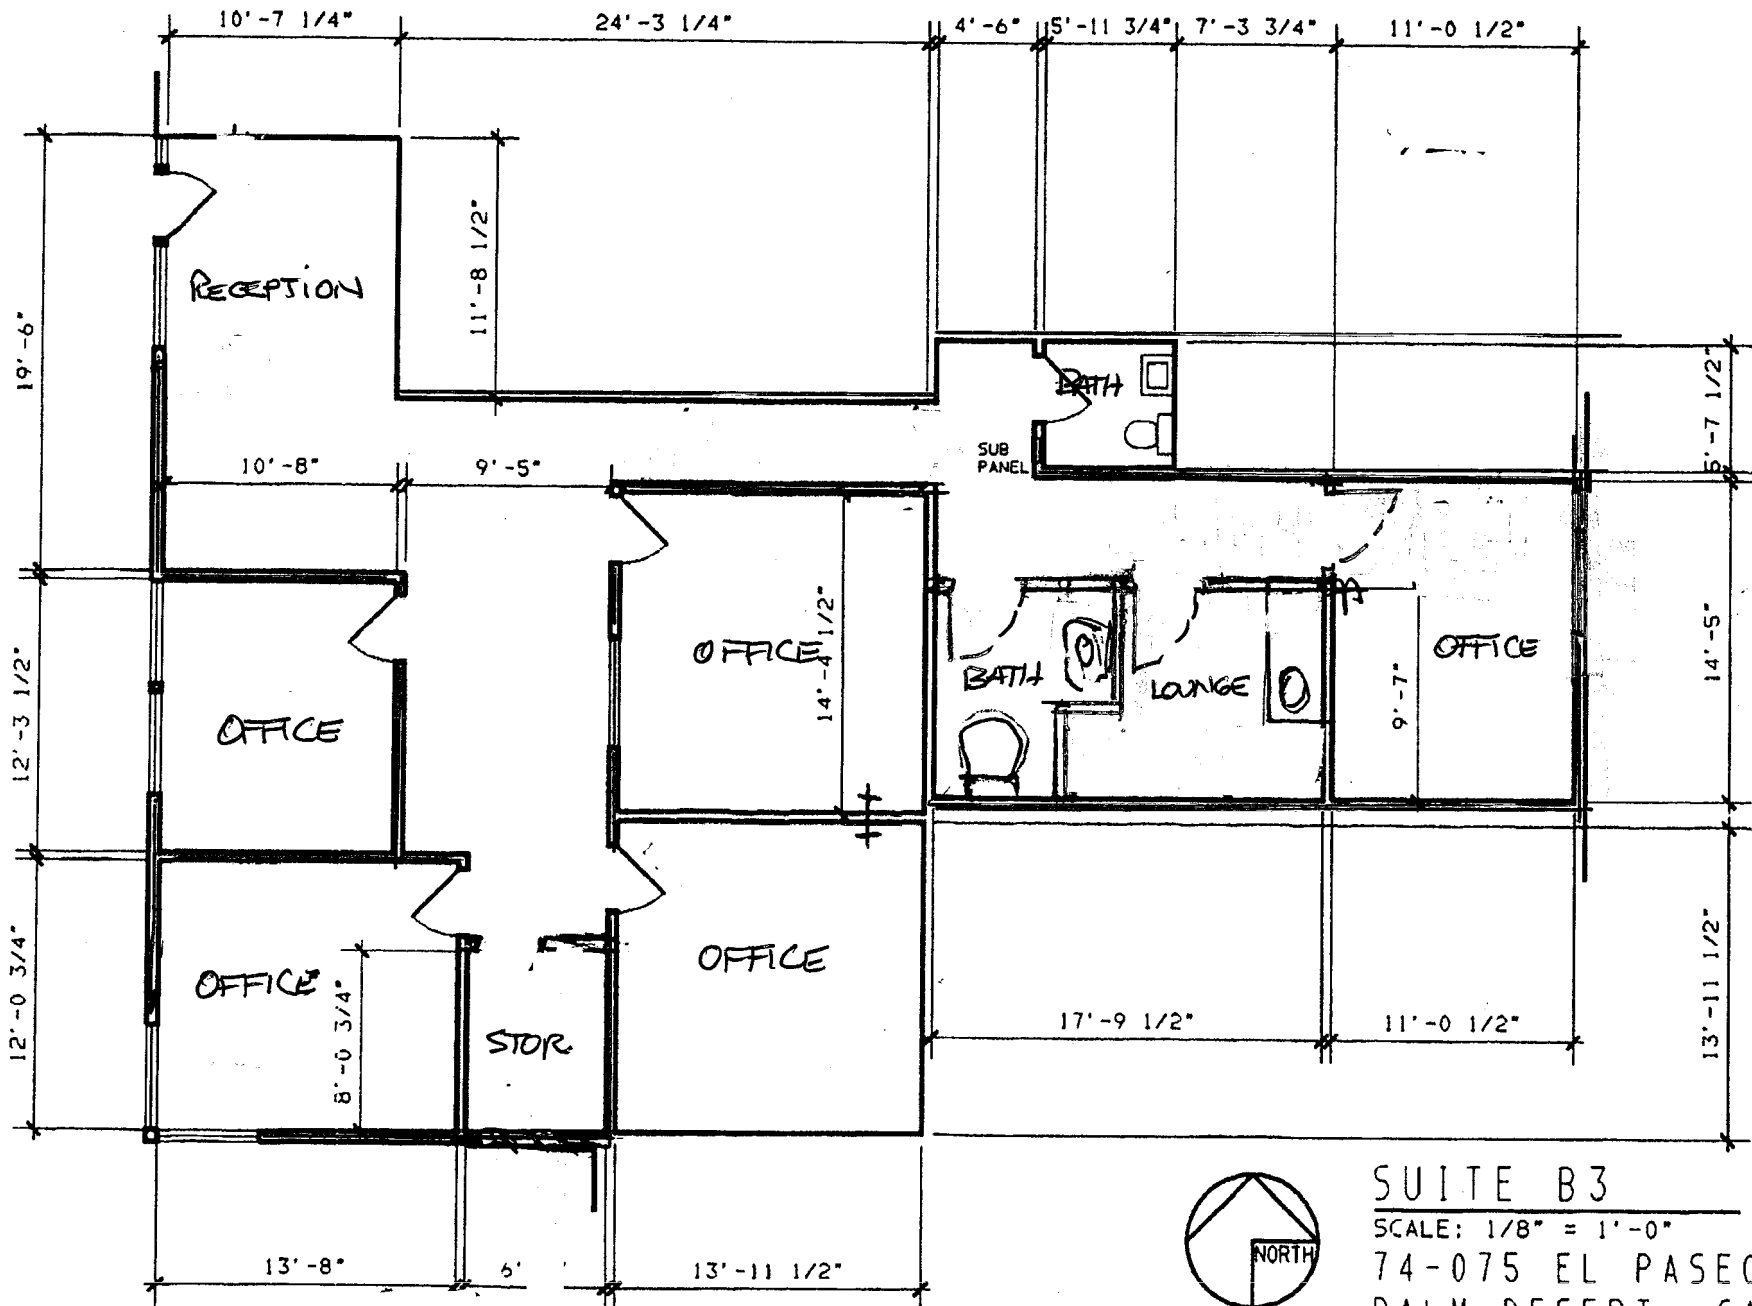 10'-7 1/4"
24'-3 1/4"
4'-6"
5'-11 3/4"
7'-3 3/4"
11'-0 1/2"
RECEPTION
11'-8 1/2"
19'-6"
BATH
5'-7 1/2"
SUB
PANEL
10'-8"
9'-5"
OFFICE
14'-4 1/2"
BATH
LOUNGE
OFFICE
9'-7"
14'-5"
OFFICE
12'-3 1/2"
OFFICE
8'-0 3/4"
STOR.
OFFICE
12'-0 3/4"
17'-9 1/2"
11'-0 1/2"
13'-11 1/2"
13'-8"
6'
13'-11 1/2"
NORTH
SUITE B3
SCALE: 1/8" = 1'-0"
74-075 EL PASEO
PALM DESERT, CA